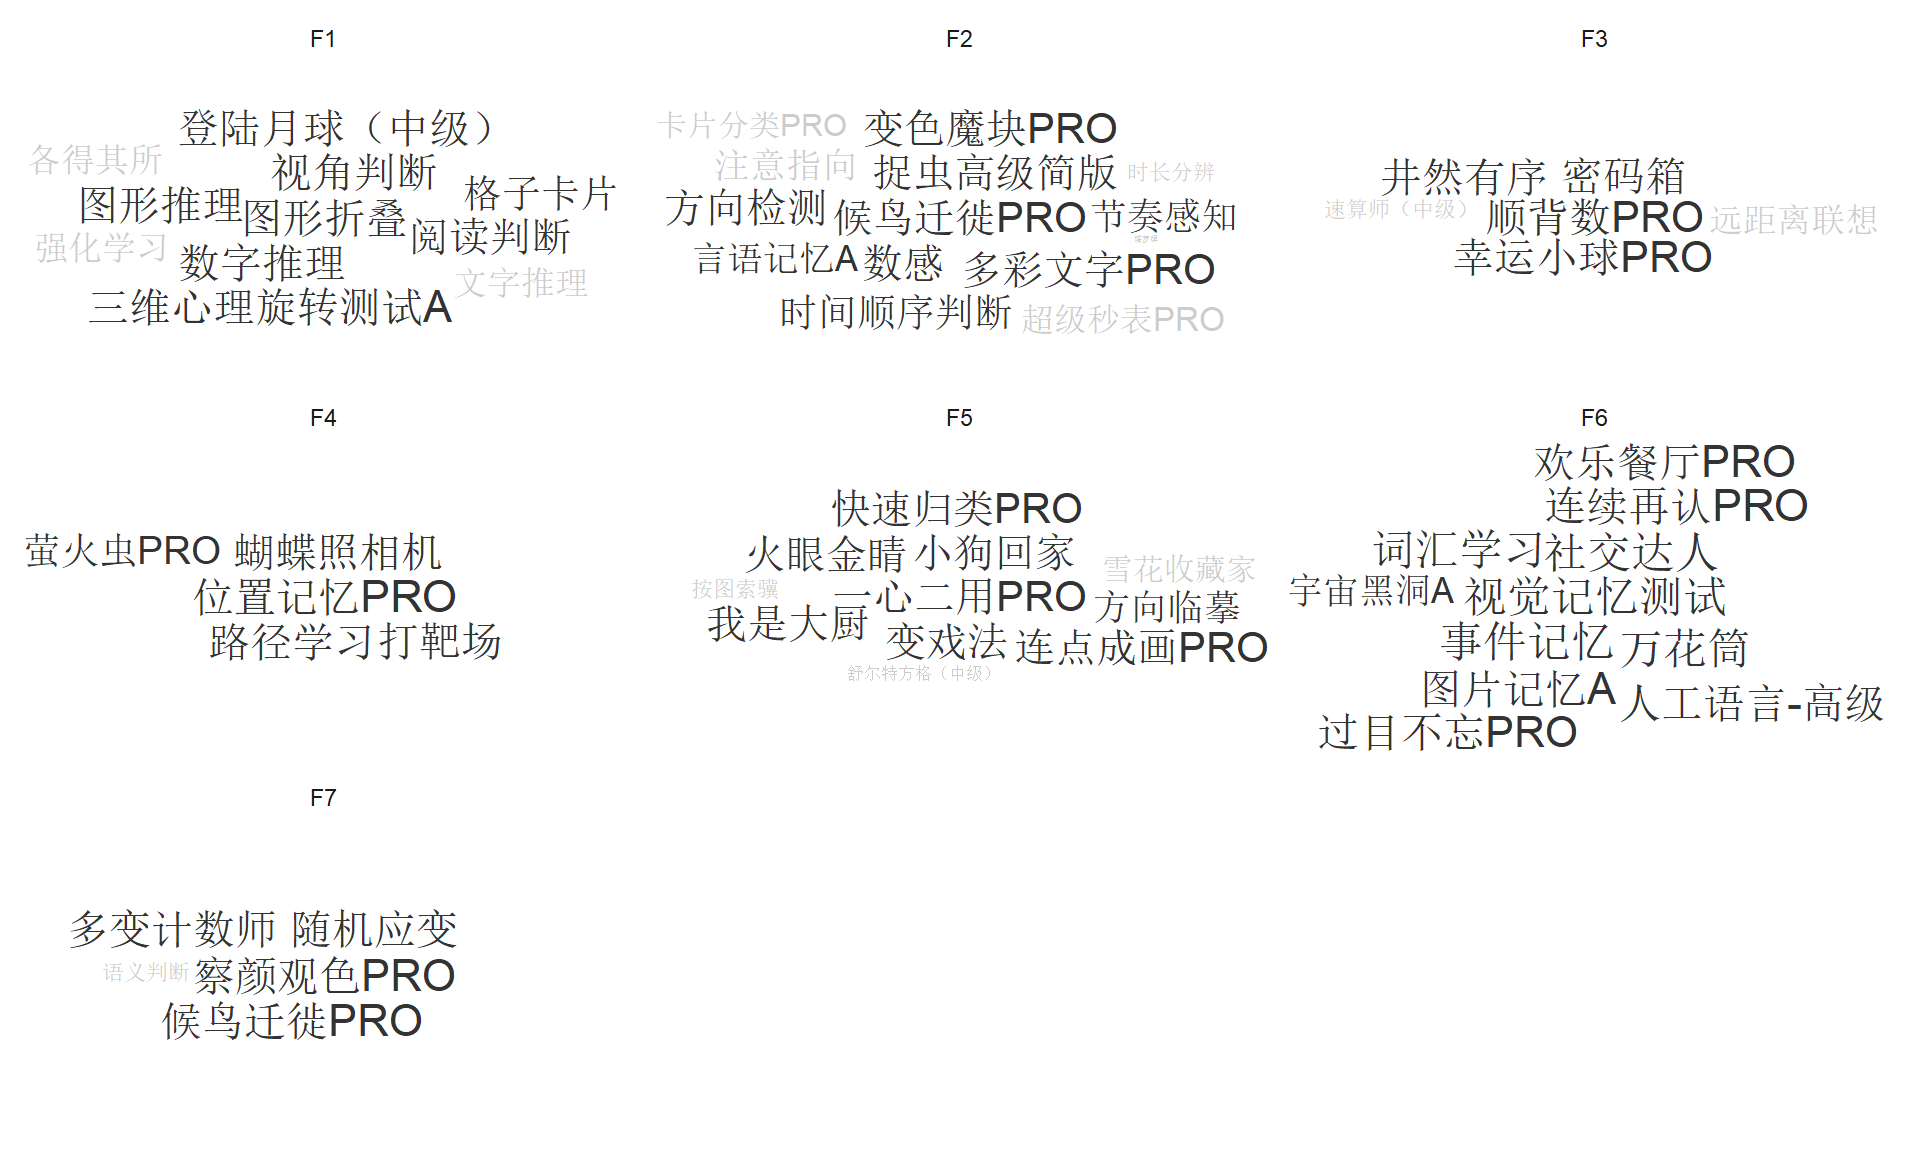 F1
登陆月球（中级）
各得其所
视角判断
图形推理
图形折叠
格子卡片
强化学习
数字推理
阅读判断
文字推理
三维心理旋转测试A
F2
卡片分类PRO
变色魔块PRO
注意指向
捉虫高级简版
时长分辨
方向检测
候鸟迁徙PRO
节奏感知
言语记忆A
数感
多彩文字PRO
时间顺序判断
超级秒表PRO
F3
井然有序
密码箱
速算师（中级）
顺背数PRO
远距离联想
幸运小球PRO
F4
萤火虫PRO
蝴蝶照相机
位置记忆PRO
路径学习
打靶场
F5
快速归类PRO
火眼金睛
小狗回家
雪花收藏家
按图索骥
一心二用PRO
方向临摹
我是大厨
变戏法
连点成画PRO
舒尔特方格（中级）
F6
欢乐餐厅PRO
连续再认PRO
词汇学习
社交达人
宇宙黑洞A
视觉记忆测试
事件记忆
万花筒
图片记忆A
人工语言-高级
过目不忘PRO
F7
多变计数师
随机应变
语义判断
察颜观色PRO
候鸟迁徙PRO